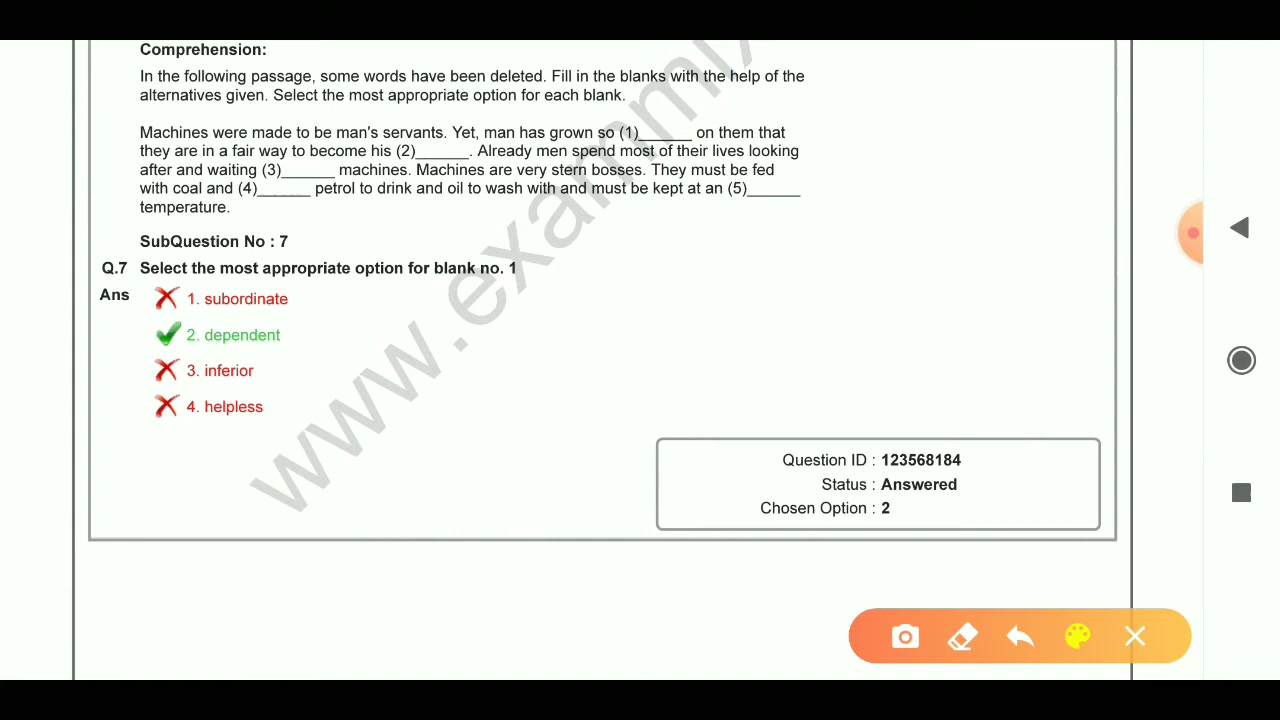 Comprehension:
In the following passage, some words have been deleted. Fill in the blanks with the help of the
alternatives given. Select the most appropriate option for each blank.
Machines were made to be man's servants. Yet, man has grown so (1)______ on them that
they are in a fair way to become his (2)______. Already men spend most of their lives looking
after and waiting (3)______ machines. Machines are very stern bosses. They must be fed
with coal and (4)______ petrol to drink and oil to wash with and must be kept at an (5)______
temperature.
SubQuestion No : 7
Q.7 Select the most appropriate option for blank no. 1
Ans 1. subordinate
2. dependent
3. inferior
4. helpless
Question ID : 123568184
Status : Answered
Chosen Option : 2